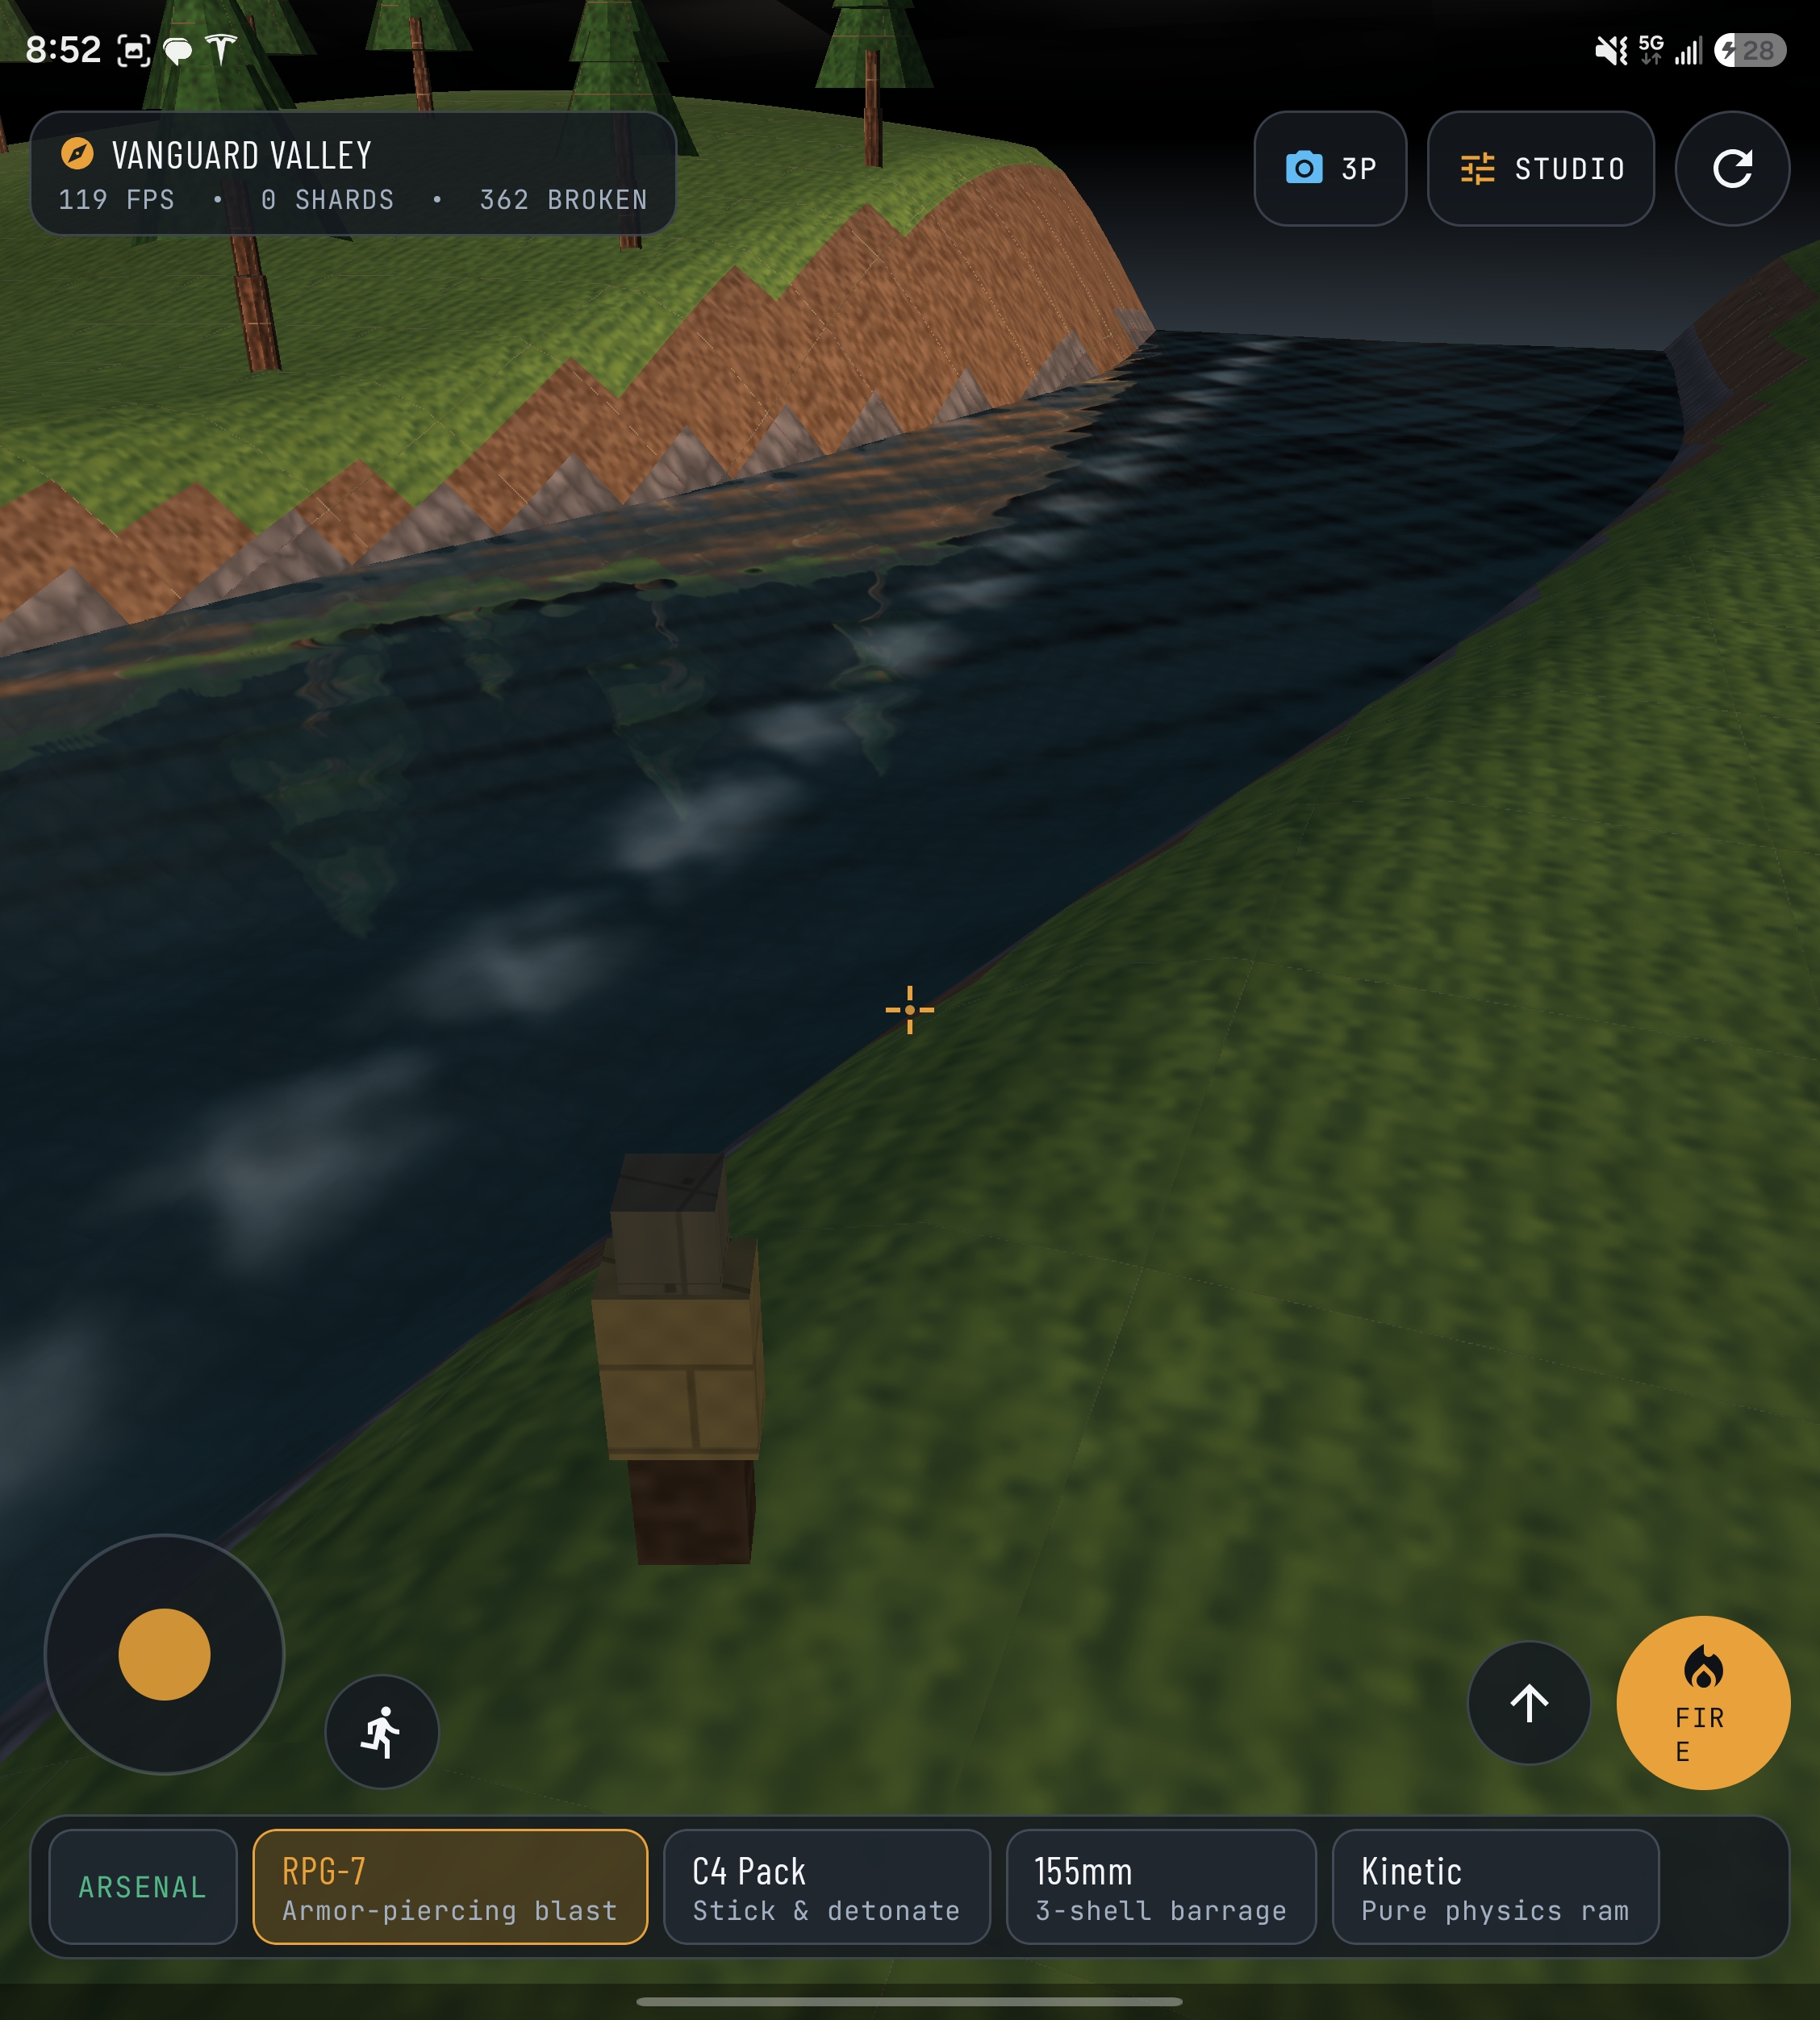 8:52
5G
28
VANGUARD VALLEY
119 FPS • 0 SHARDS • 362 BROKEN
3P
STUDIO
FIR
E
ARSENAL
RPG-7
Armor-piercing blast
C4 Pack
Stick & detonate
155mm
3-shell barrage
Kinetic
Pure physics ram